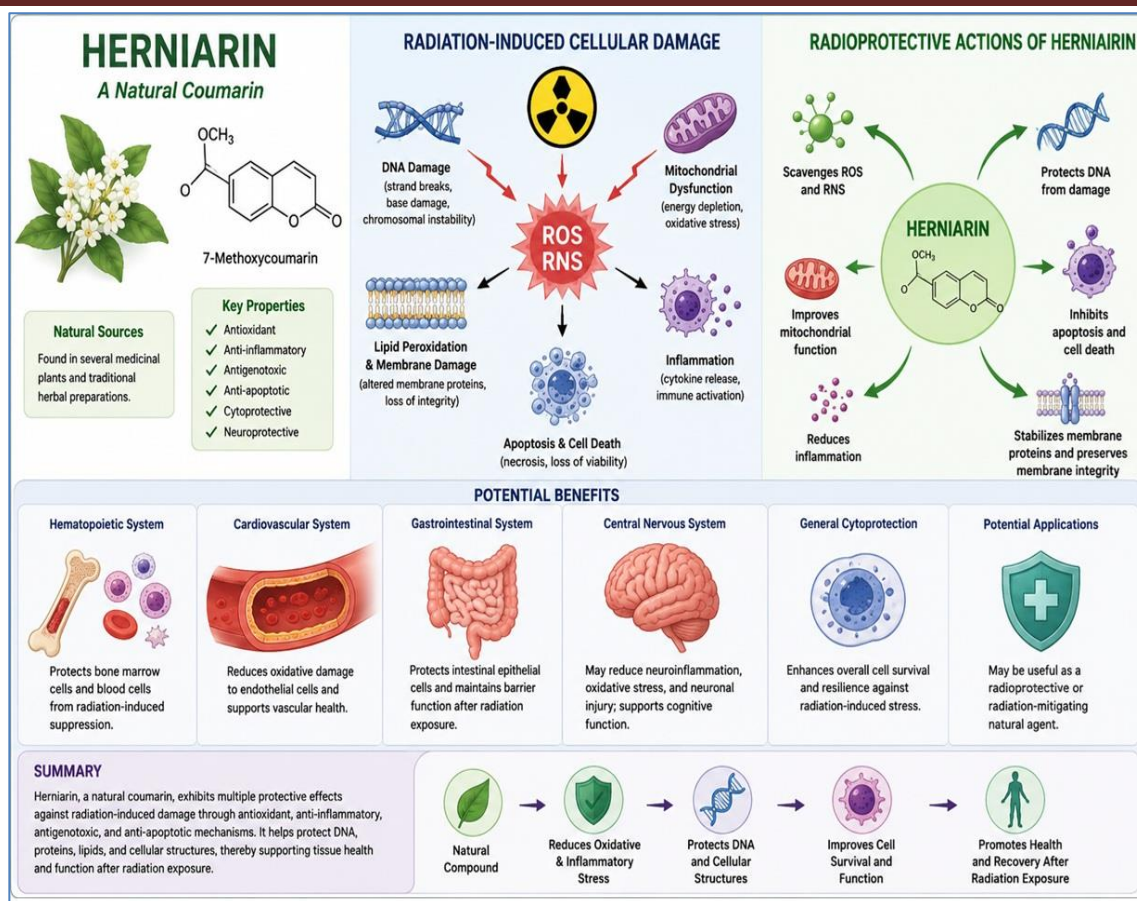 HERNIARIN
A Natural Coumarin
OCH3
O
O
O
7-Methoxycoumarin
Natural Sources
Found in several medicinal
plants and traditional
herbal preparations.
Key Properties
✓ Antioxidant
✓ Anti-inflammatory
✓ Antigenotoxic
✓ Anti-apoptotic
✓ Cytoprotective
✓ Neuroprotective
RADIATION-INDUCED CELLULAR DAMAGE
DNA Damage
(strand breaks,
base damage,
chromosomal instability)
Mitochondrial
Dysfunction
(energy depletion,
oxidative stress)
ROS
RNS
Lipid Peroxidation
& Membrane Damage
(altered membrane proteins,
loss of integrity)
Apoptosis & Cell Death
(necrosis, loss of viability)
Inflammation
(cytokine release,
immune activation)
RADIOPROTECTIVE ACTIONS OF HERNIAIRIN
Scavenges ROS
and RNS
Protects DNA
from damage
HERNIARIN
OCH3
O
O
O
Improves
mitochondrial
function
Inhibits
apoptosis and
cell death
Reduces
inflammation
Stabilizes membrane
proteins and preserves
membrane integrity
POTENTIAL BENEFITS
Hematopoietic System
Protects bone marrow
cells and blood cells
from radiation-induced
suppression.
Cardiovascular System
Reduces oxidative damage
to endothelial cells and
supports vascular health.
Gastrointestinal System
Protects intestinal epithelial
cells and maintains barrier
function after radiation
exposure.
Central Nervous System
May reduce neuroinflammation,
oxidative stress, and neuronal
injury; supports cognitive
function.
General Cytoprotection
Enhances overall cell survival
and resilience against
radiation-induced stress.
Potential Applications
May be useful as a
radioprotective or
radiation-mitigating
natural agent.
SUMMARY
Herniarin, a natural coumarin, exhibits multiple protective effects
against radiation-induced damage through antioxidant, anti-inflammatory,
antigenotoxic, and anti-apoptotic mechanisms. It helps protect DNA,
proteins, lipids, and cellular structures, thereby supporting tissue health
and function after radiation exposure.
Natural
Compound
Reduces Oxidative
& Inflammatory
Stress
Protects DNA
and Cellular
Structures
Improves Cell
Survival and
Function
Promotes Health
and Recovery After
Radiation Exposure